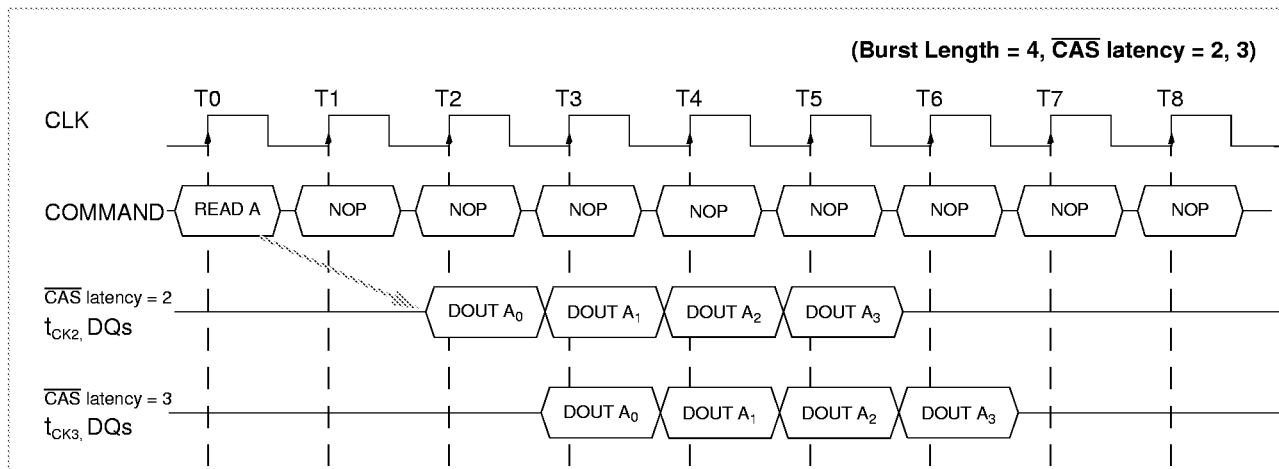 (Burst Length = 4, CAS latency = 2, 3)
T0 T1 T2 T3 T4 T5 T6 T7 T8
CLK
COMMAND READ A NOP NOP NOP NOP NOP NOP NOP NOP
CAS latency = 2
tCK2, DQs DOUT A0 DOUT A1 DOUT A2 DOUT A3
CAS latency = 3
tCK3, DQs DOUT A0 DOUT A1 DOUT A2 DOUT A3